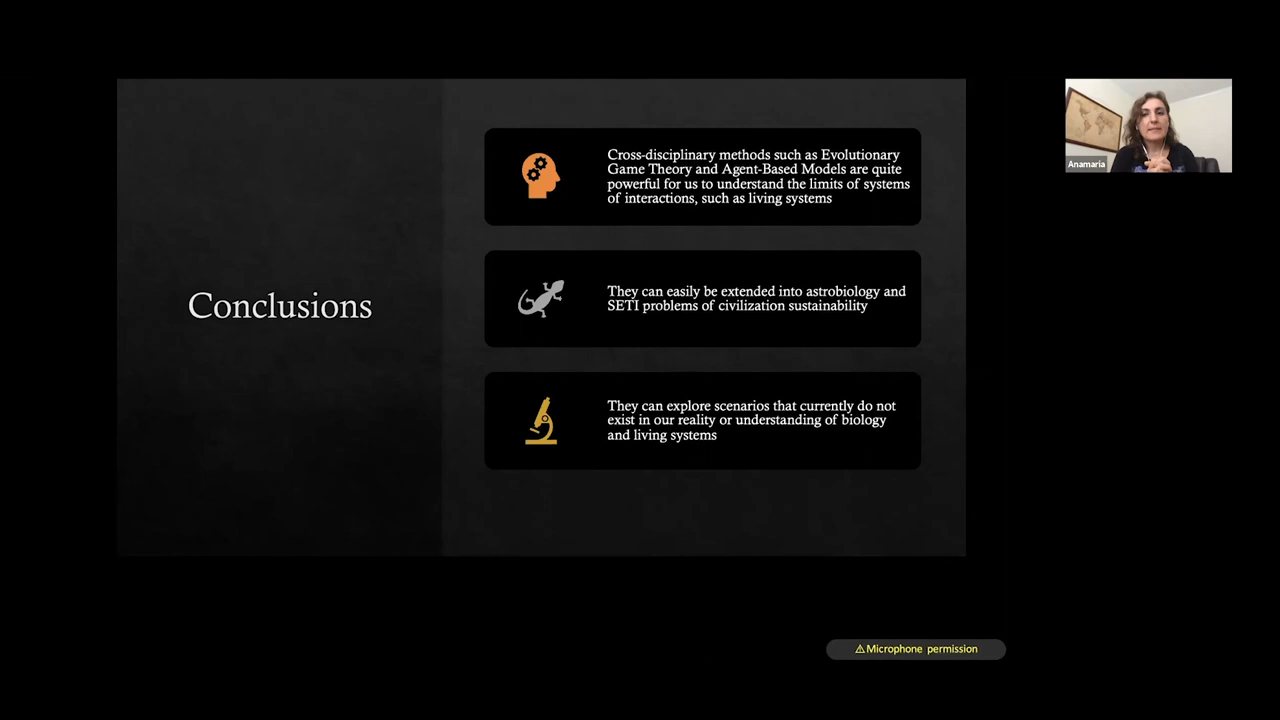 Conclusions
Cross-disciplinary methods such as Evolutionary
Game Theory and Agent-Based Models are quite
powerful for us to understand the limits of systems
of interactions, such as living systems
They can easily be extended into astrobiology and
SETI problems of civilization sustainability
They can explore scenarios that currently do not
exist in our reality or understanding of biology
and living systems
Anamaria
⚠Microphone permission